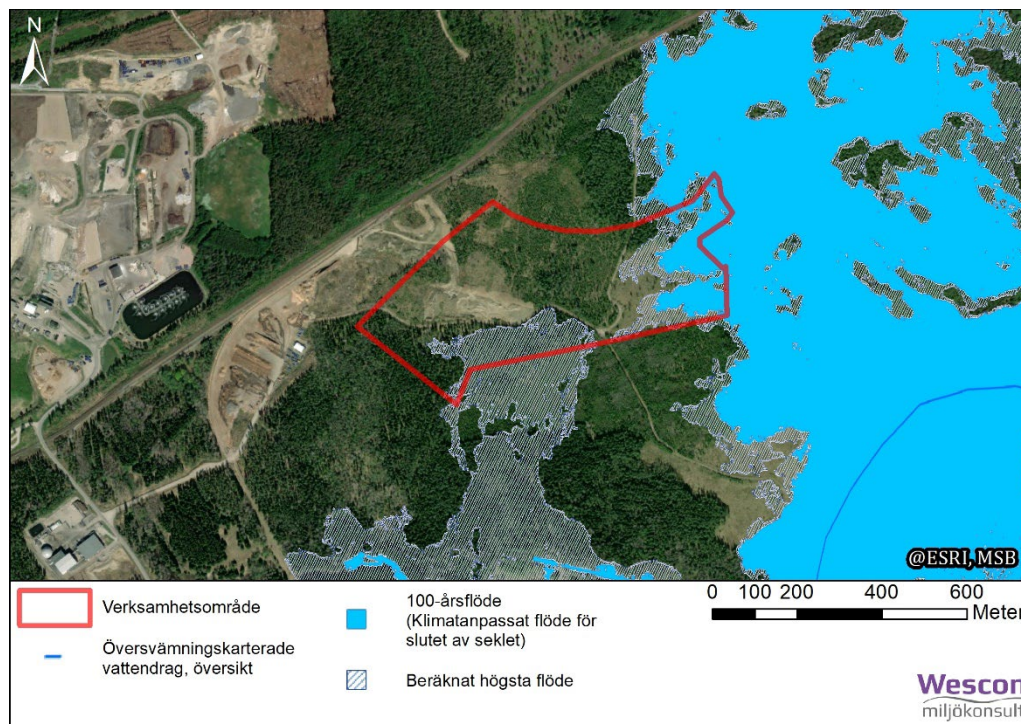 N
@ESRI, MSB
Verksamhetsområde
Översvämningskarterade
vattendrag, översikt
100-årsflöde
(Klimatanpassat flöde för
slutet av seklet)
Beräknat högsta flöde
0 100 200 400 600
Meter
Wescon
miljökonsult